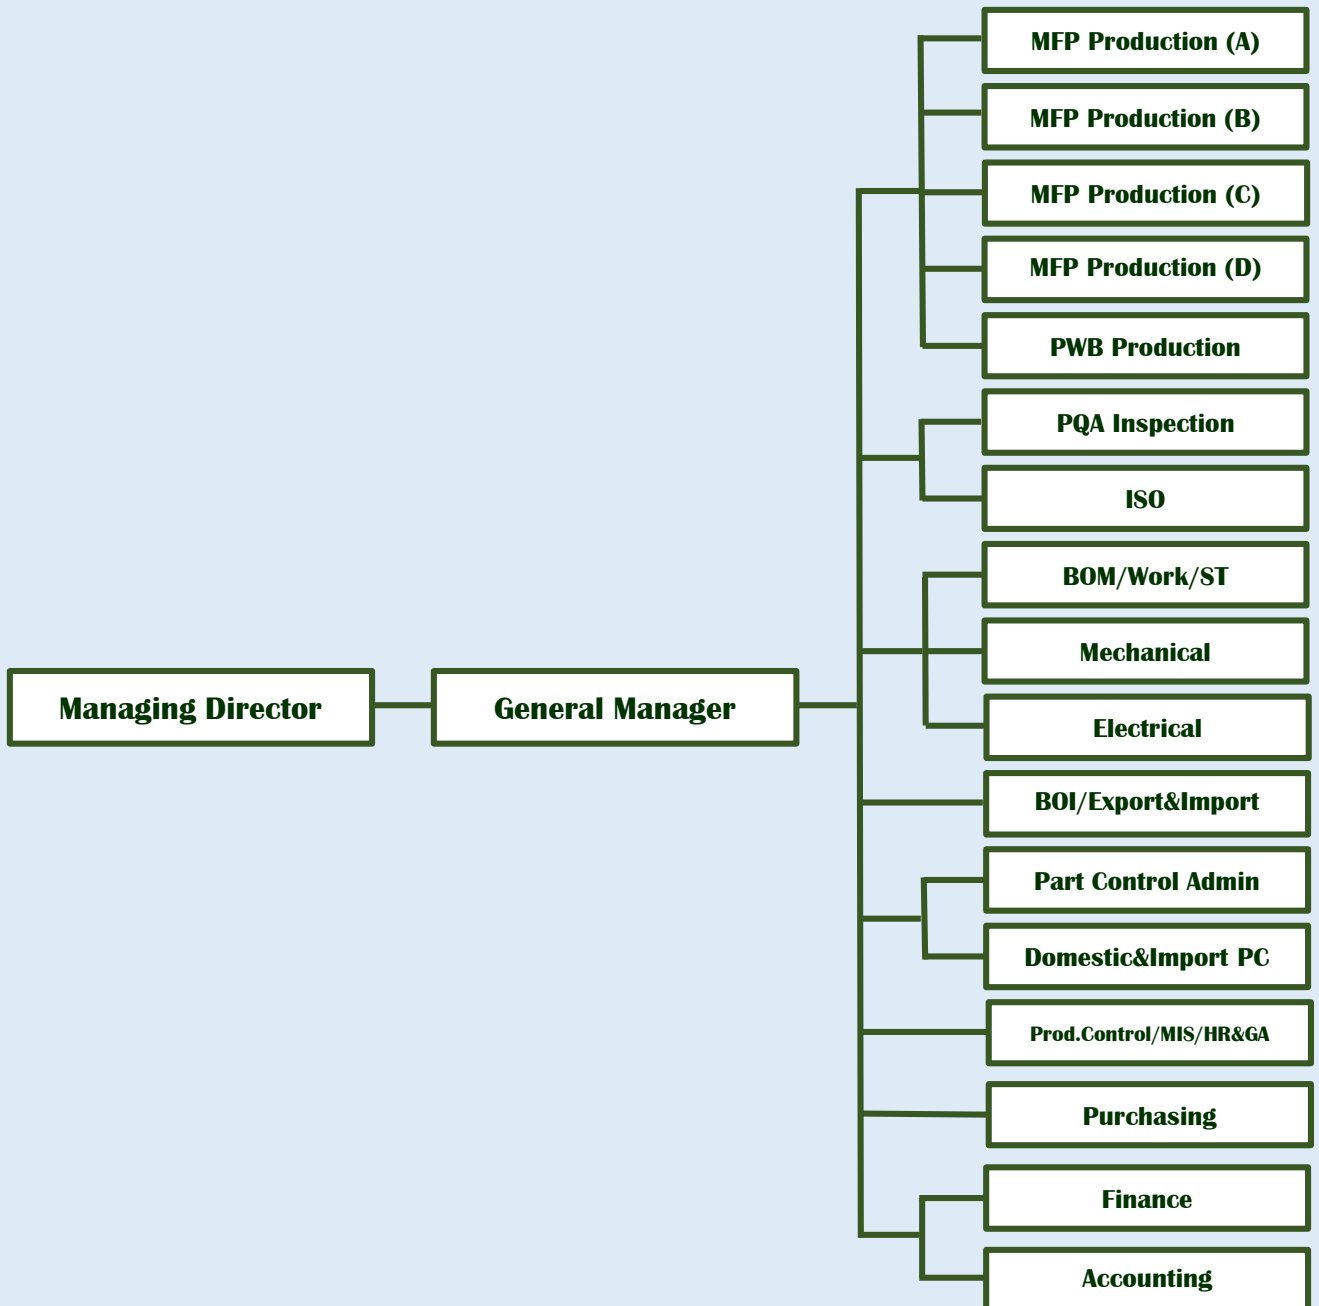 MFP Production (A)
MFP Production (B)
MFP Production (C)
MFP Production (D)
PWB Production
PQA Inspection
ISO
BOM/Work/ST
Mechanical
Managing Director
General Manager
Electrical
BOI/Export&Import
Part Control Admin
Domestic&Import PC
Prod.Control/MIS/HR&GA
Purchasing
Finance
Accounting